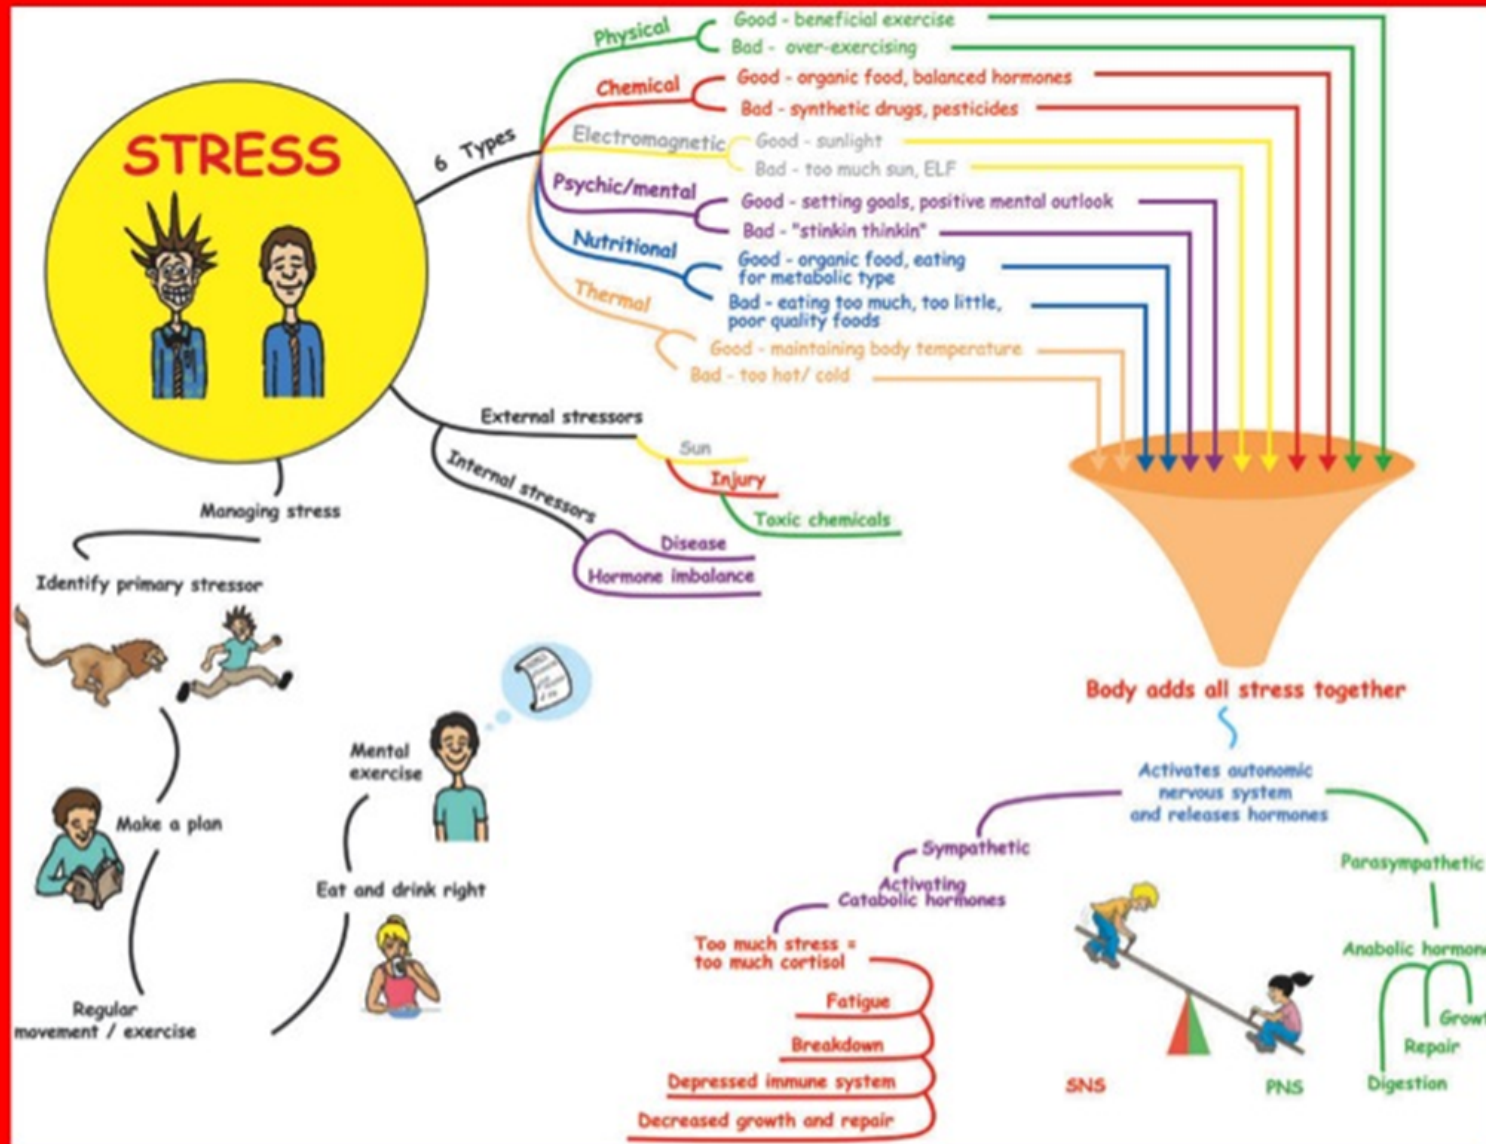 STRESS
6 Types
Physical
Good - beneficial exercise
Bad - over-exercising
Chemical
Good - organic food, balanced hormones
Bad - synthetic drugs, pesticides
Electromagnetic
Good - sunlight
Bad - too much sun, ELF
Psychic/mental
Good - setting goals, positive mental outlook
Bad - "stinkin thinkin"
Nutritional
Good - organic food, eating
for metabolic type
Bad - eating too much, too little,
poor quality foods
Thermal
Good - maintaining body temperature
Bad - too hot/ cold
External stressors
Sun
Injury
Toxic chemicals
Internal stressors
Disease
Hormone imbalance
Managing stress
Identify primary stressor
Make a plan
Regular
movement / exercise
Eat and drink right
Mental
exercise
Body adds all stress together
Activates autonomic
nervous system
and releases hormones
Sympathetic
Activating
Catabolic hormones
Too much stress =
too much cortisol
Fatigue
Breakdown
Depressed immune system
Decreased growth and repair
SNS
PNS
Parasympathetic
Anabolic hormon
Growt
Repair
Digestion